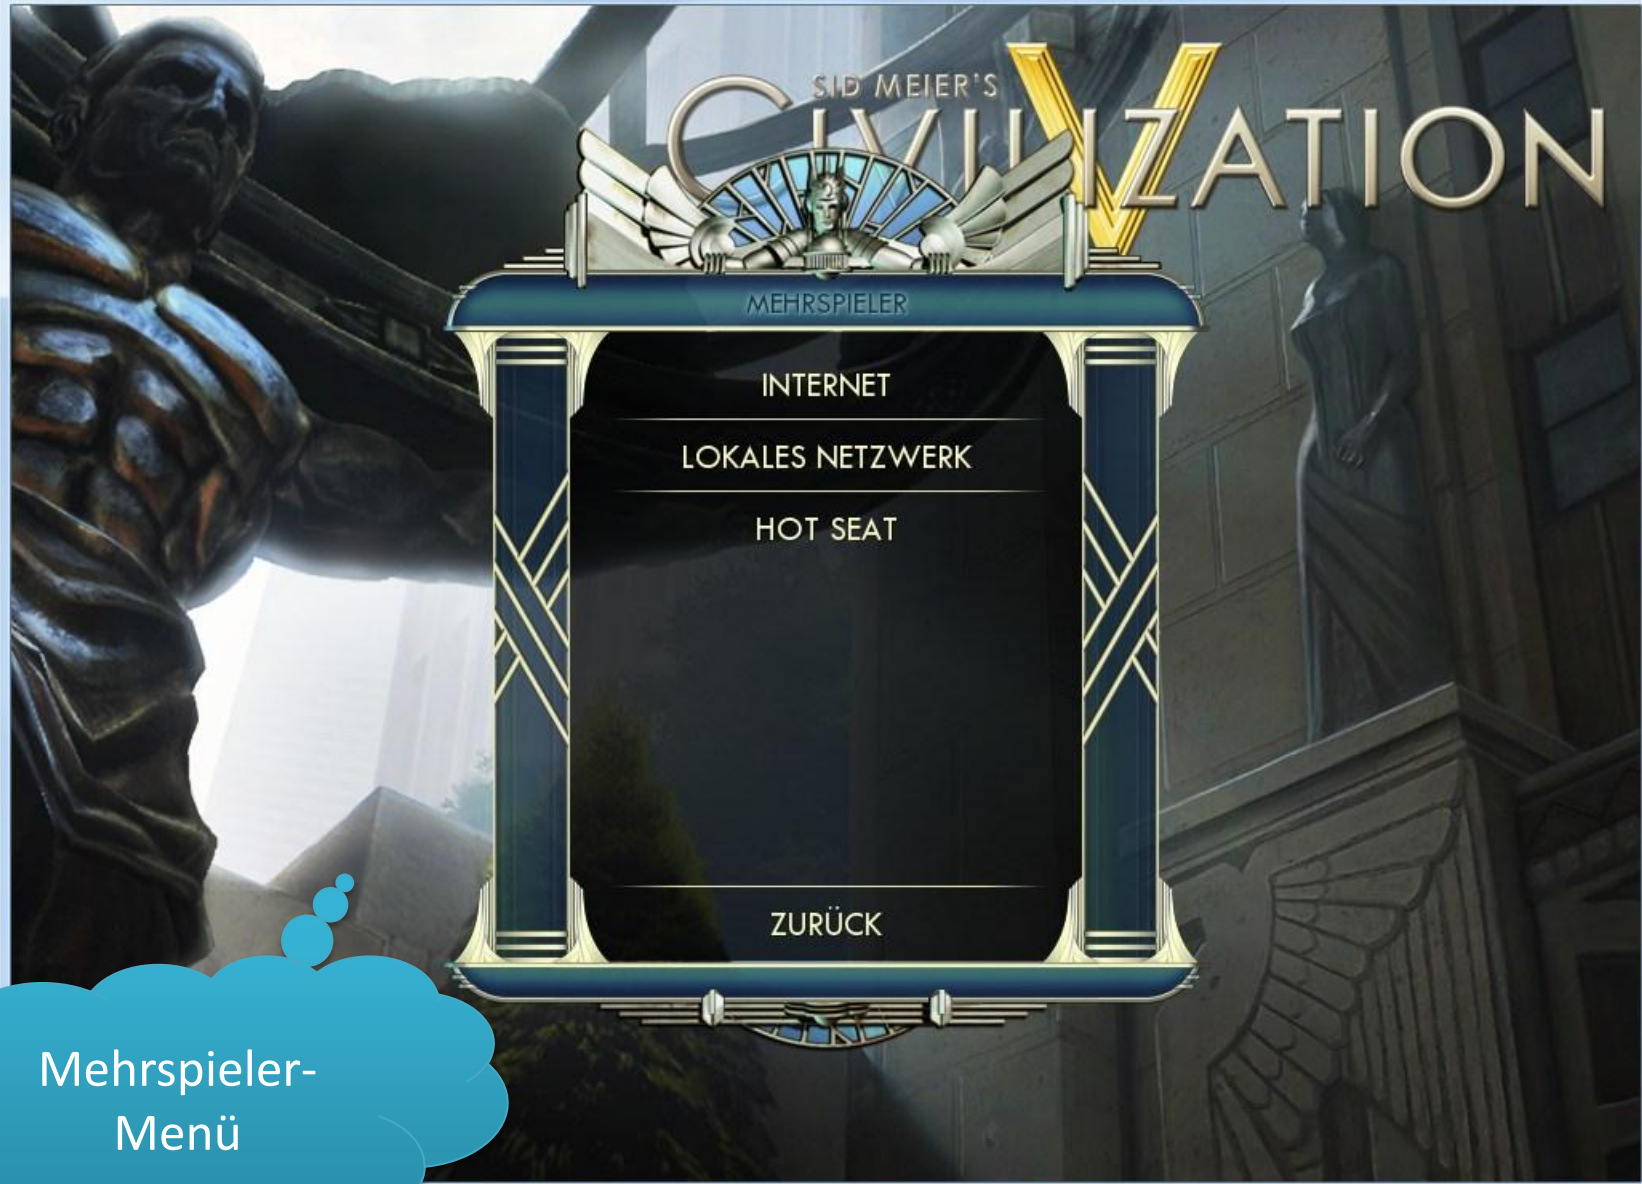 SID MEIER'S
CIVILIZATION
V
MEHRSPIELER
INTERNET
LOKALES NETZWERK
HOT SEAT
ZURÜCK
Mehrspieler-
Menü